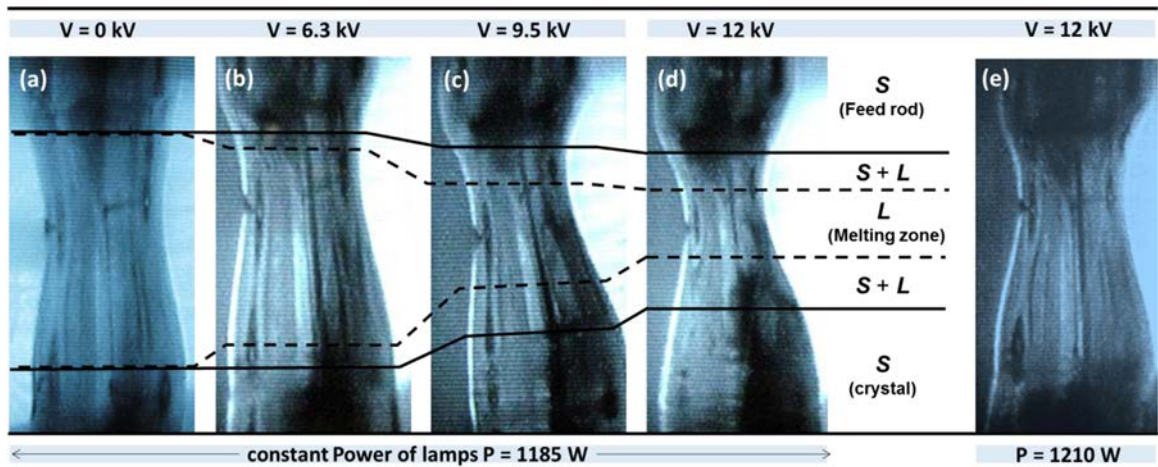 V = 0 kV V = 6.3 kV V = 9.5 kV V = 12 kV V = 12 kV
(a) (b) (c) (d) (e)
S
(Feed rod)
S + L
L
(Melting zone)
S + L
S
(crystal)
constant Power of lamps P = 1185 W P = 1210 W